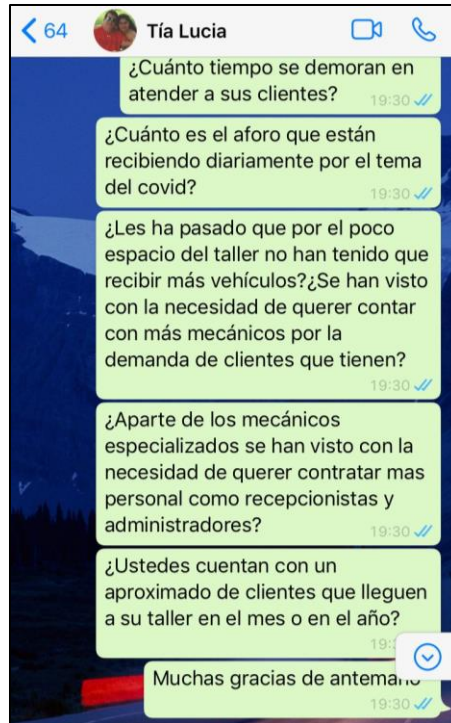 64
Tía Lucia
¿Cuánto tiempo se demoran en
atender a sus clientes?
19:30
¿Cuánto es el aforo que están
recibiendo diariamente por el tema
del covid?
19:30
¿Les ha pasado que por el poco
espacio del taller no han tenido que
recibir más vehículos?¿Se han visto
con la necesidad de querer contar
con más mecánicos por la
demanda de clientes que tienen?
19:30
¿Aparte de los mecánicos
especializados se han visto con la
necesidad de querer contratar mas
personal como recepcionistas y
administradores?
19:30
¿Ustedes cuentan con un
aproximado de clientes que lleguen
a su taller en el mes o en el año?
19:
Muchas gracias de antemano
19:30